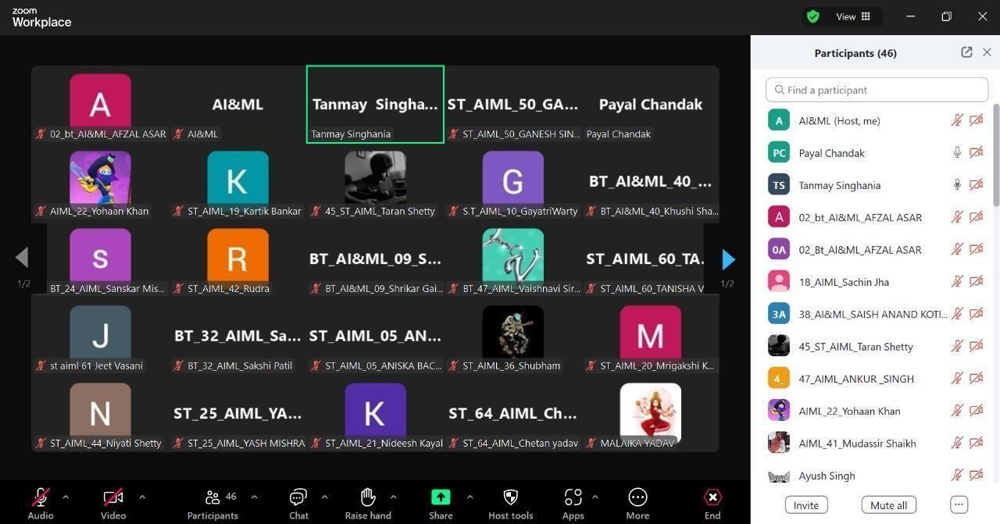 zoom
Workplace
View
Participants (46)
Find a participant
A
AI&ML
Tanmay Singha...
ST_AIML_50_GA...
Payal Chandak
02_bt_AI&ML_AFZAL ASAR
AI&ML
Tanmay Singhania
ST_AIML_50_GANESH SIN...
Payal Chandak
K
G
BT_AI&ML_40_...
AIML_22_Yohaan Khan
ST_AIML_19_Kartik Bankar
45_ST_AIML_Taran Shetty
S.T_AIML_10_GayatriWarty
BT_AI&ML_40_Khushi Sha...
s
R
BT_AI&ML_09_S...
ST_AIML_60_TA.
1/2
BT_24_AIML_Sanskar Mis...
ST_AIML_42_Rudra
BT_AI&ML_09_Shrikar Gai...
BT_47_AIML_Vaishnavi Sir...
ST_AIML_60_TANISHA V
1/2
J
BT_32_AIML_Sa...
ST_AIML_05_AN...
M
st aiml 61 Jeet Vasani
BT_32_AIML_Sakshi Patil
ST_AIML_05_ANISKA BAC...
ST_AIML_36_Shubham
ST_AIML_20_Mrigakshi K...
N
ST_25_AIML_YA...
K
ST_64_AIML_Ch...
ST_AIML_44_Niyati Shetty
ST_25_AIML_YASH MISHRA
ST_AIML_21_Nideesh Kayal
ST_64_AIML_Chetan yadav
MALAIKA YADAV
A
AI&ML (Host, me)
PC
Payal Chandak
TS
Tanmay Singhania
A
02_bt_AI&ML_AFZAL ASAR
0A
02_Bt_AI&ML_AFZAL ASAR
18_AIML_Sachin Jha
3A
38_AI&ML_SAISH ANAND KOTI...
45_ST_AIML_Taran Shetty
4_
47_AIML_ANKUR _SINGH
AIML_22_Yohaan Khan
AIML_41_Mudassir Shaikh
Ayush Singh
Invite
Mute all
...
Audio
Video
46
Participants
Chat
Raise hand
Share
Host tools
Apps
More
End